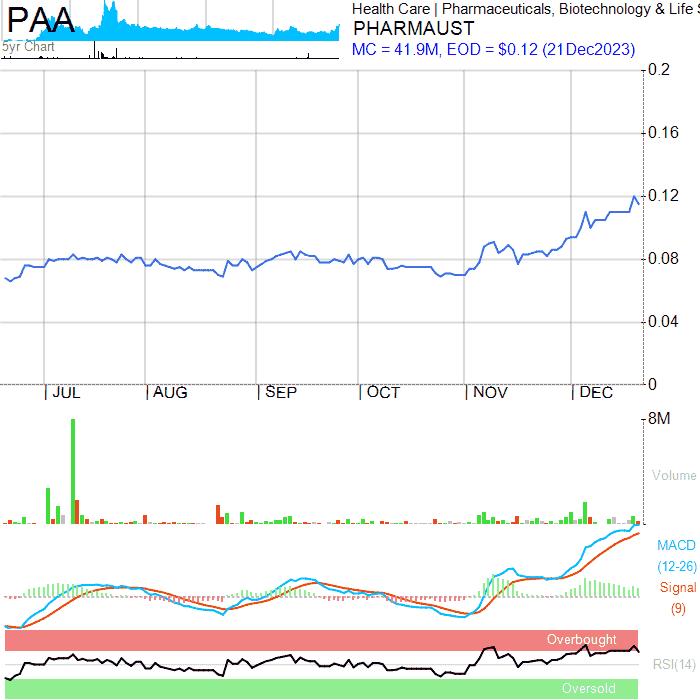 PAA
5yr Chart
Health Care | Pharmaceuticals, Biotechnology & Life S
PHARMAUST
MC = 41.9M, EOD = $0.12 (21Dec2023)
0.2
0.16
0.12
0.08
0.04
0
| JUL | AUG | SEP | OCT | NOV | DEC
8M
Volume
MACD
(12-26)
Signal
(9)
Overbought
RSI(14)
Oversold